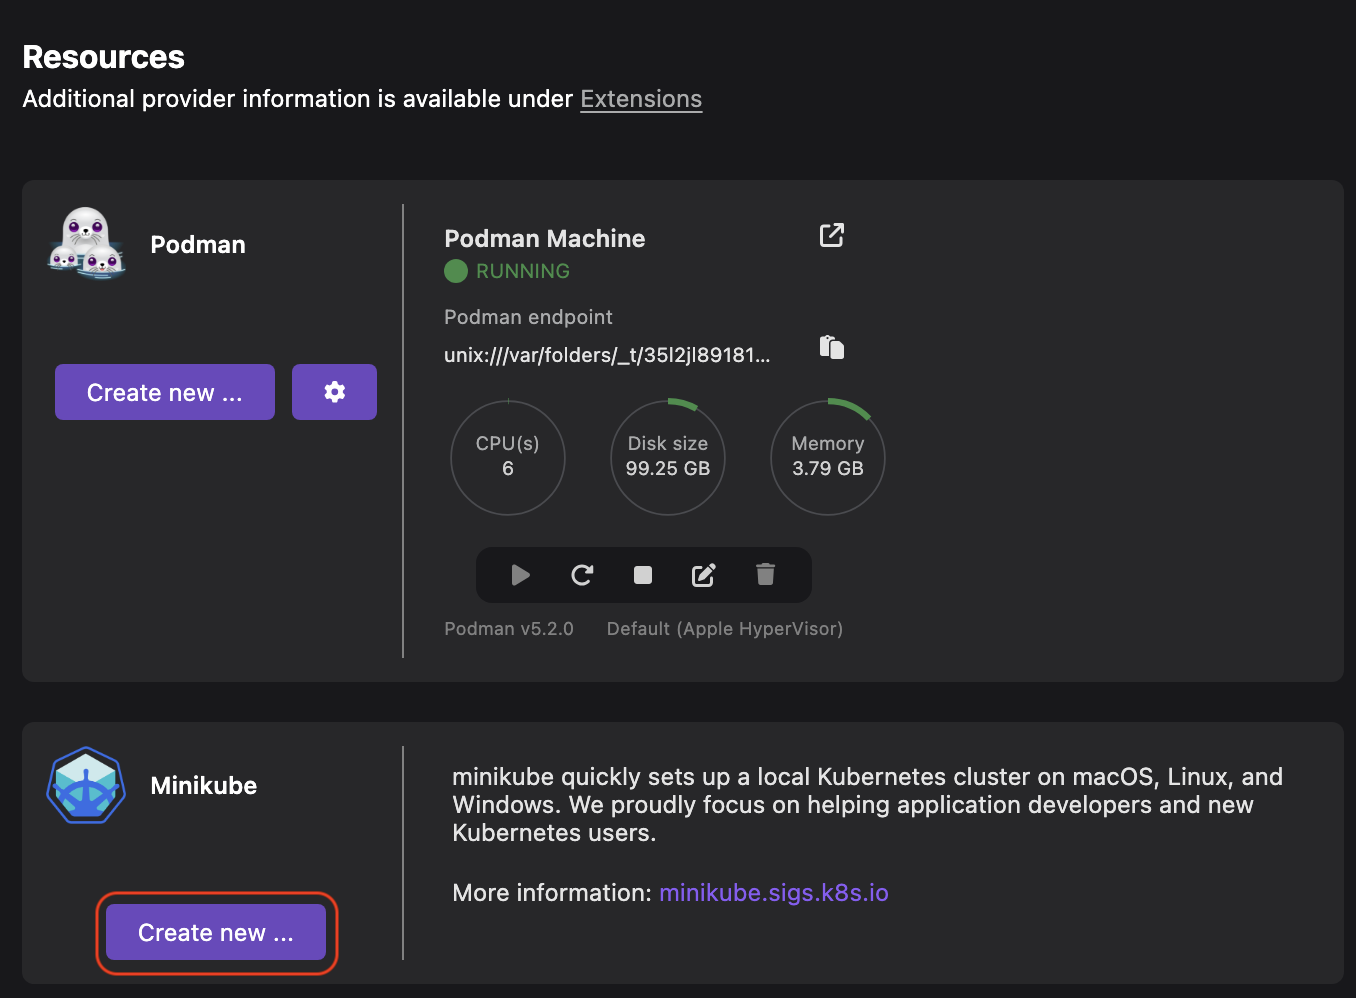 Resources
Additional provider information is available under Extensions
Podman
Create new ...
Podman Machine
RUNNING
Podman endpoint
unix:///var/folders/_t/35l2jl89181...
CPU(s)
6
Disk size
99.25 GB
Memory
3.79 GB
Podman v5.2.0 Default (Apple HyperVisor)
Minikube
Create new ...
minikube quickly sets up a local Kubernetes cluster on macOS, Linux, and
Windows. We proudly focus on helping application developers and new
Kubernetes users.
More information: minikube.sigs.k8s.io